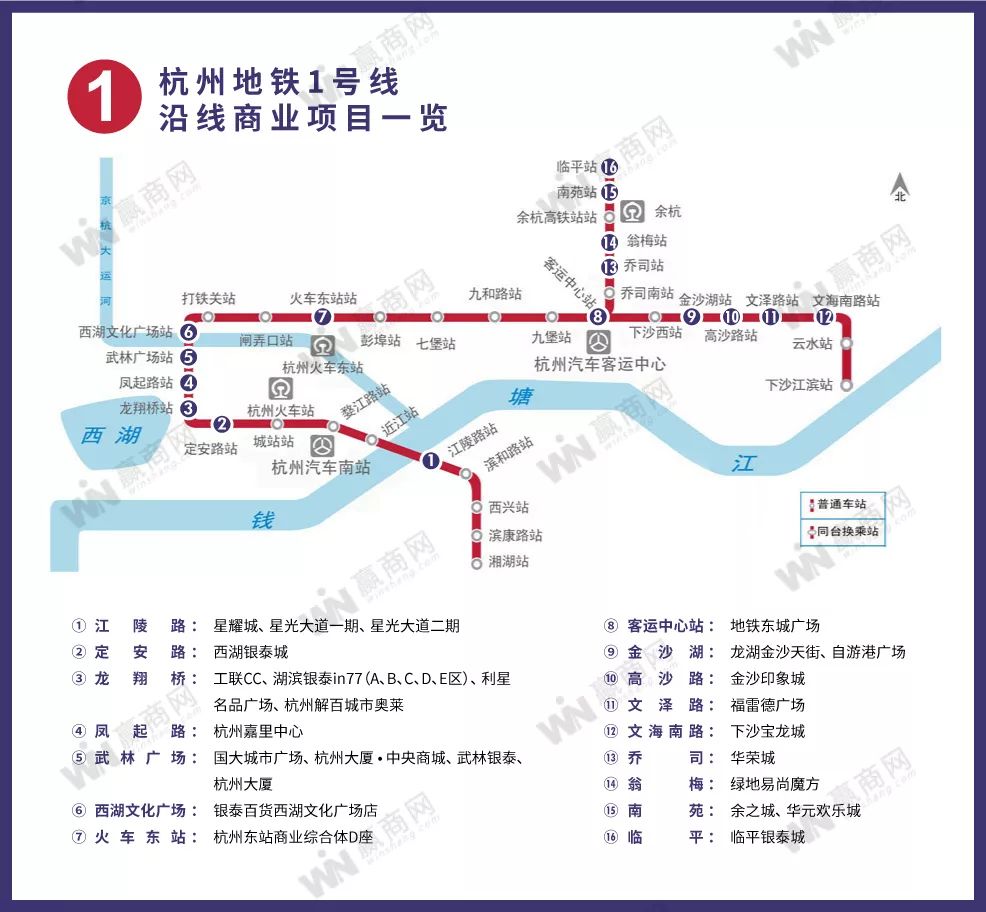 1 杭州地铁1号线
沿线商业项目一览
北
京杭大运河
临平站 16
南苑站 15
余杭高铁站站 余杭
14 翁梅站
13 乔司站
客运中心站
乔司南站
打铁关站
火车东站站
九和路站
金沙湖站
文泽路站
文海南路站
西湖文化广场站 6
7
8
9
10
11
12
闸弄口站
彭埠站
七堡站
九堡站
下沙西站
高沙路站
云水站
武林广场站 5
杭州火车东站
杭州汽车客运中心
凤起路站 4
下沙江滨站
龙翔桥站 3
杭州火车站
婺江路站
近江站
塘
西湖
2
定安路站
城站站
杭州汽车南站
1
江陵路站
滨和路站
江
钱
西兴站
滨康路站
湘湖站
普通车站
同台换乘站
① 江陵路： 星耀城、星光大道一期、星光大道二期
② 定安路： 西湖银泰城
③ 龙翔桥： 工联CC、湖滨银泰in77（A、B、C、D、E区）、利星
名品广场、杭州解百城市奥莱
④ 凤起路： 杭州嘉里中心
⑤ 武林广场： 国大城市广场、杭州大厦·中央商城、武林银泰、
杭州大厦
⑥ 西湖文化广场： 银泰百货西湖文化广场店
⑦ 火车东站： 杭州东站商业综合体D座
⑧ 客运中心站： 地铁东城广场
⑨ 金沙湖： 龙湖金沙天街、自游港广场
⑩ 高沙路： 金沙印象城
⑪ 文泽路： 福雷德广场
⑫ 文海南路： 下沙宝龙城
⑬ 乔司： 华荣城
⑭ 翁梅： 绿地易尚魔方
⑮ 南苑： 余之城、华元欢乐城
⑯ 临平： 临平银泰城
WIN 赢商网
winshang.com